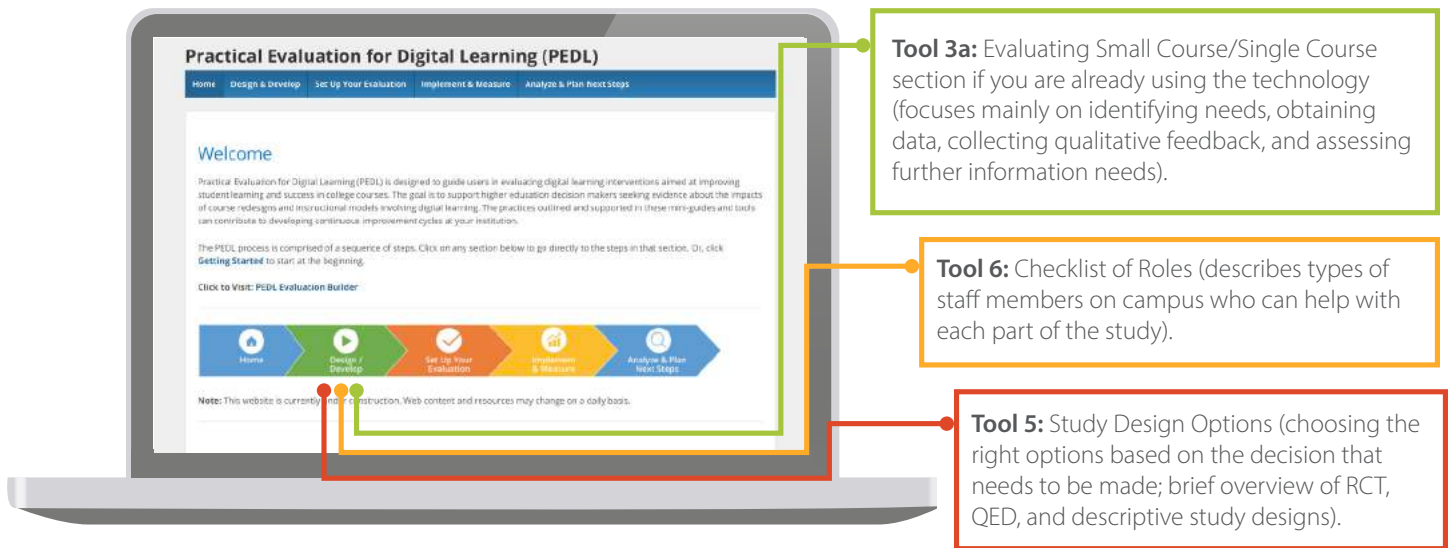 Practical Evaluation for Digital Learning (PEDL)
Home Design & Develop Set Up Your Evaluation Implement & Measure Analyze & Plan Next Steps
Welcome
Practical Evaluation for Digital Learning (PEDL) is designed to guide users in evaluating digital learning interventions aimed at improving
student learning and success in college courses. The goal is to support higher education decision makers seeking evidence about the impacts
of course redesigns and instructional models involving digital learning. The practices outlined and supported in these mini-guides and tools
can contribute to developing continuous improvement cycles at your institution.
The PEDL process is comprised of a sequence of steps. Click on any section below to go directly to the steps in that section. Or, click
Getting Started to start at the beginning.
Click to Visit: PEDL Evaluation Builder
Home
Design /
Develop
Set Up Your
Evaluation
Implement
& Measure
Analyze & Plan
Next Steps
Note: This website is currently under construction. Web content and resources may change on a daily basis.
Tool 3a: Evaluating Small Course/Single Course
section if you are already using the technology
(focuses mainly on identifying needs, obtaining
data, collecting qualitative feedback, and assessing
further information needs).
Tool 6: Checklist of Roles (describes types of
staff members on campus who can help with
each part of the study).
Tool 5: Study Design Options (choosing the
right options based on the decision that
needs to be made; brief overview of RCT,
QED, and descriptive study designs).